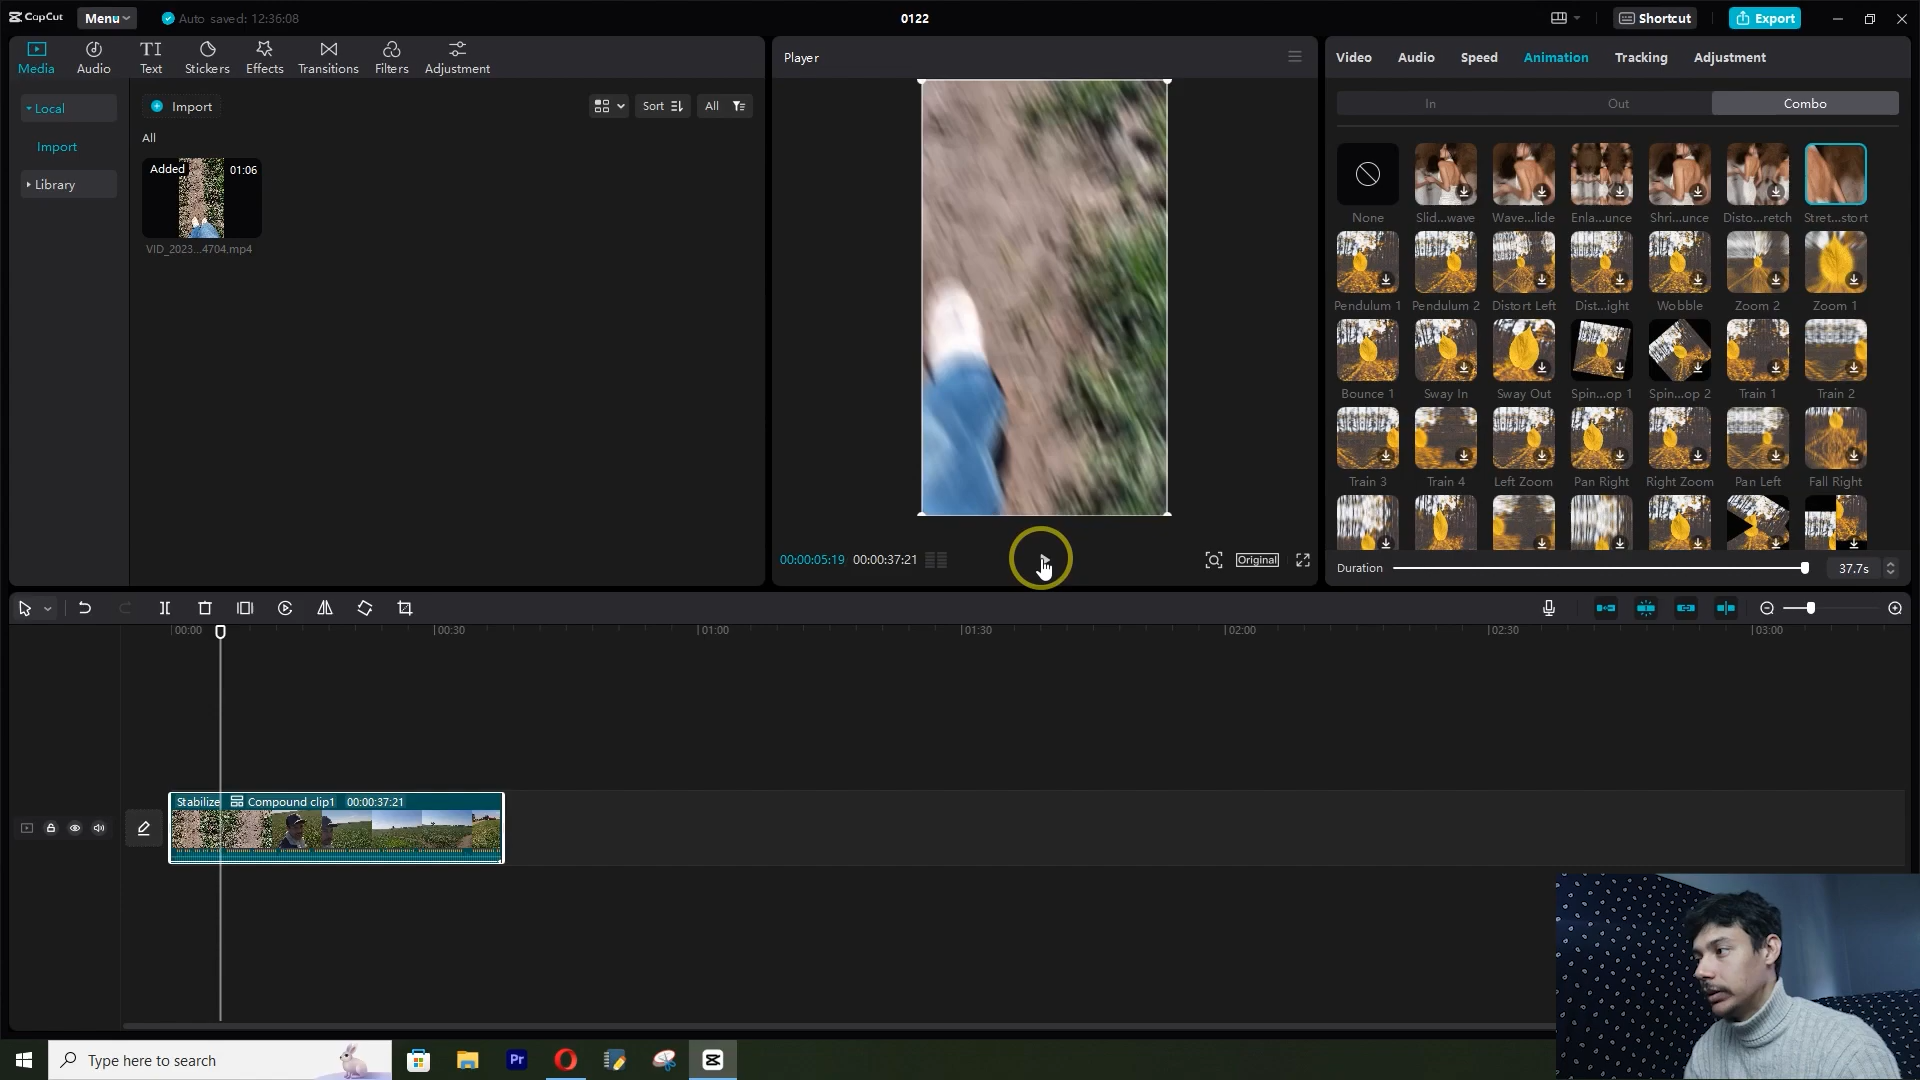 CapCut
Menu
Auto saved: 12:36:08
0122
Shortcut
Export
Media
Audio
TI
Text
Stickers
Effects
Transitions
Filters
Adjustment
Local
Import
Library
Import
Sort
All
All
Added
01:06
VID_2023...4704.mp4
Player
00:00:05:19
00:00:37:21
Original
Video
Audio
Speed
Animation
Tracking
Adjustment
In
Out
Combo
None
Slid...wave
Wave...lide
Enla...unce
Shri...unce
Disto...retch
Stret...stort
Pendulum 1
Pendulum 2
Distort Left
Dist...ight
Wobble
Zoom 2
Zoom 1
Bounce 1
Sway In
Sway Out
Spin...op 1
Spin...op 2
Train 1
Train 2
Train 3
Train 4
Left Zoom
Pan Right
Right Zoom
Pan Left
Fall Right
Duration
37.7s
00:00
00:30
01:00
01:30
02:00
02:30
03:00
Stabilize
Compound clip1
00:00:37:21
Type here to search
Pr